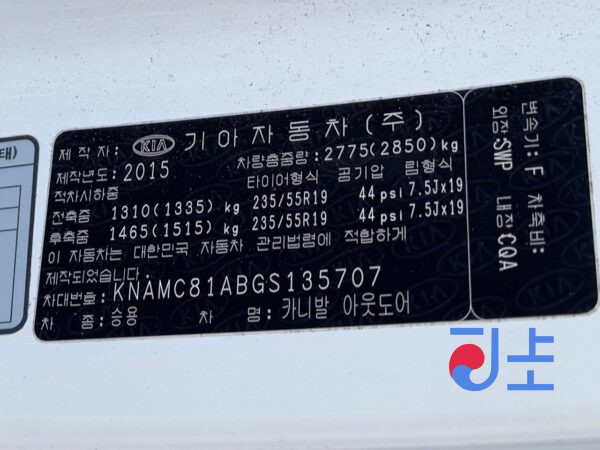 태)
제 작 자: KIA 기아자동차(주)
제작년도: 2015 차량총중량: 2775(2850)kg
적차시하중 타이어형식 공기압 림형식
전축중 1310(1335) kg 235/55R19 44 psi 7.5Jx19
후축중 1465(1515) kg 235/55R19 44 psi 7.5Jx19
이 자동차는 대한민국 자동차 관리법령에 적합하게
제작되었습니다.
차대번호: KNAMC81ABGS135707
차 종: 승용 차 명: 카니발 아웃도어
변속기: F 차축비:
외장 SWP 내장 CQA